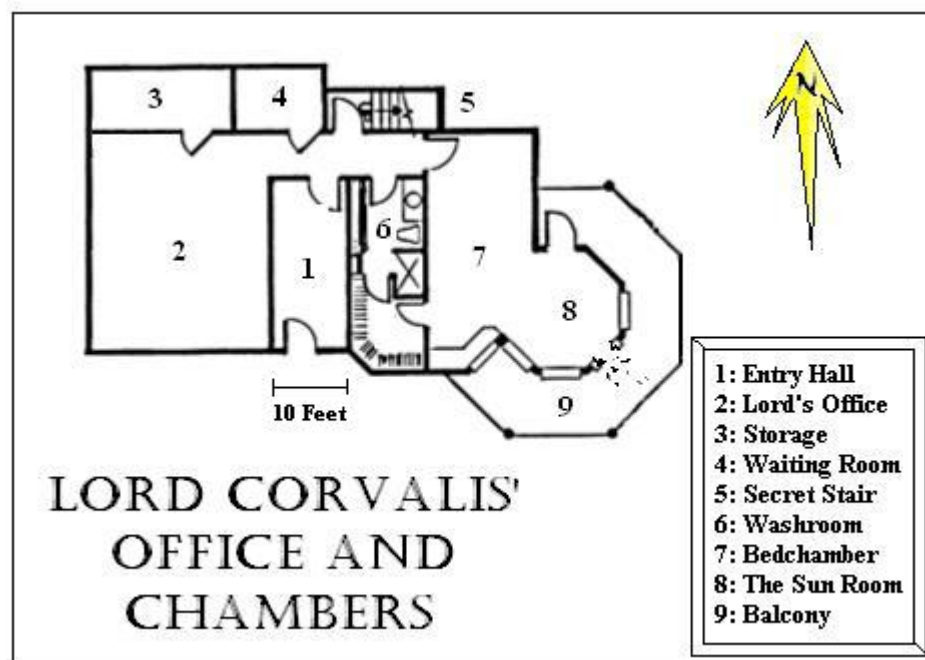 N
3
4
5
6
2
7
1
8
9
10 Feet
1: Entry Hall
2: Lord's Office
3: Storage
4: Waiting Room
5: Secret Stair
6: Washroom
7: Bedchamber
8: The Sun Room
9: Balcony
LORD CORVALIS'
OFFICE AND
CHAMBERS